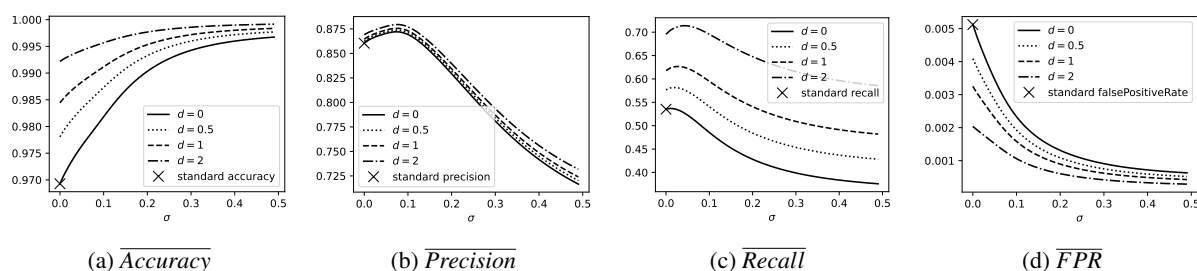 1.000
0.995
0.990
0.985
0.980
0.975
0.970
0.0 0.1 0.2 0.3 0.4 0.5
σ
d = 0
d = 0.5
d = 1
d = 2
standard accuracy
(a) Accuracy
0.875
0.850
0.825
0.800
0.775
0.750
0.725
0.0 0.1 0.2 0.3 0.4 0.5
σ
d = 0
d = 0.5
d = 1
d = 2
standard precision
(b) Precision
0.70
0.65
0.60
0.55
0.50
0.45
0.40
0.0 0.1 0.2 0.3 0.4 0.5
σ
d = 0
d = 0.5
d = 1
d = 2
standard recall
(c) Recall
0.005
0.004
0.003
0.002
0.001
0.0 0.1 0.2 0.3 0.4 0.5
σ
d = 0
d = 0.5
d = 1
d = 2
standard falsePositiveRate
(d) FPR